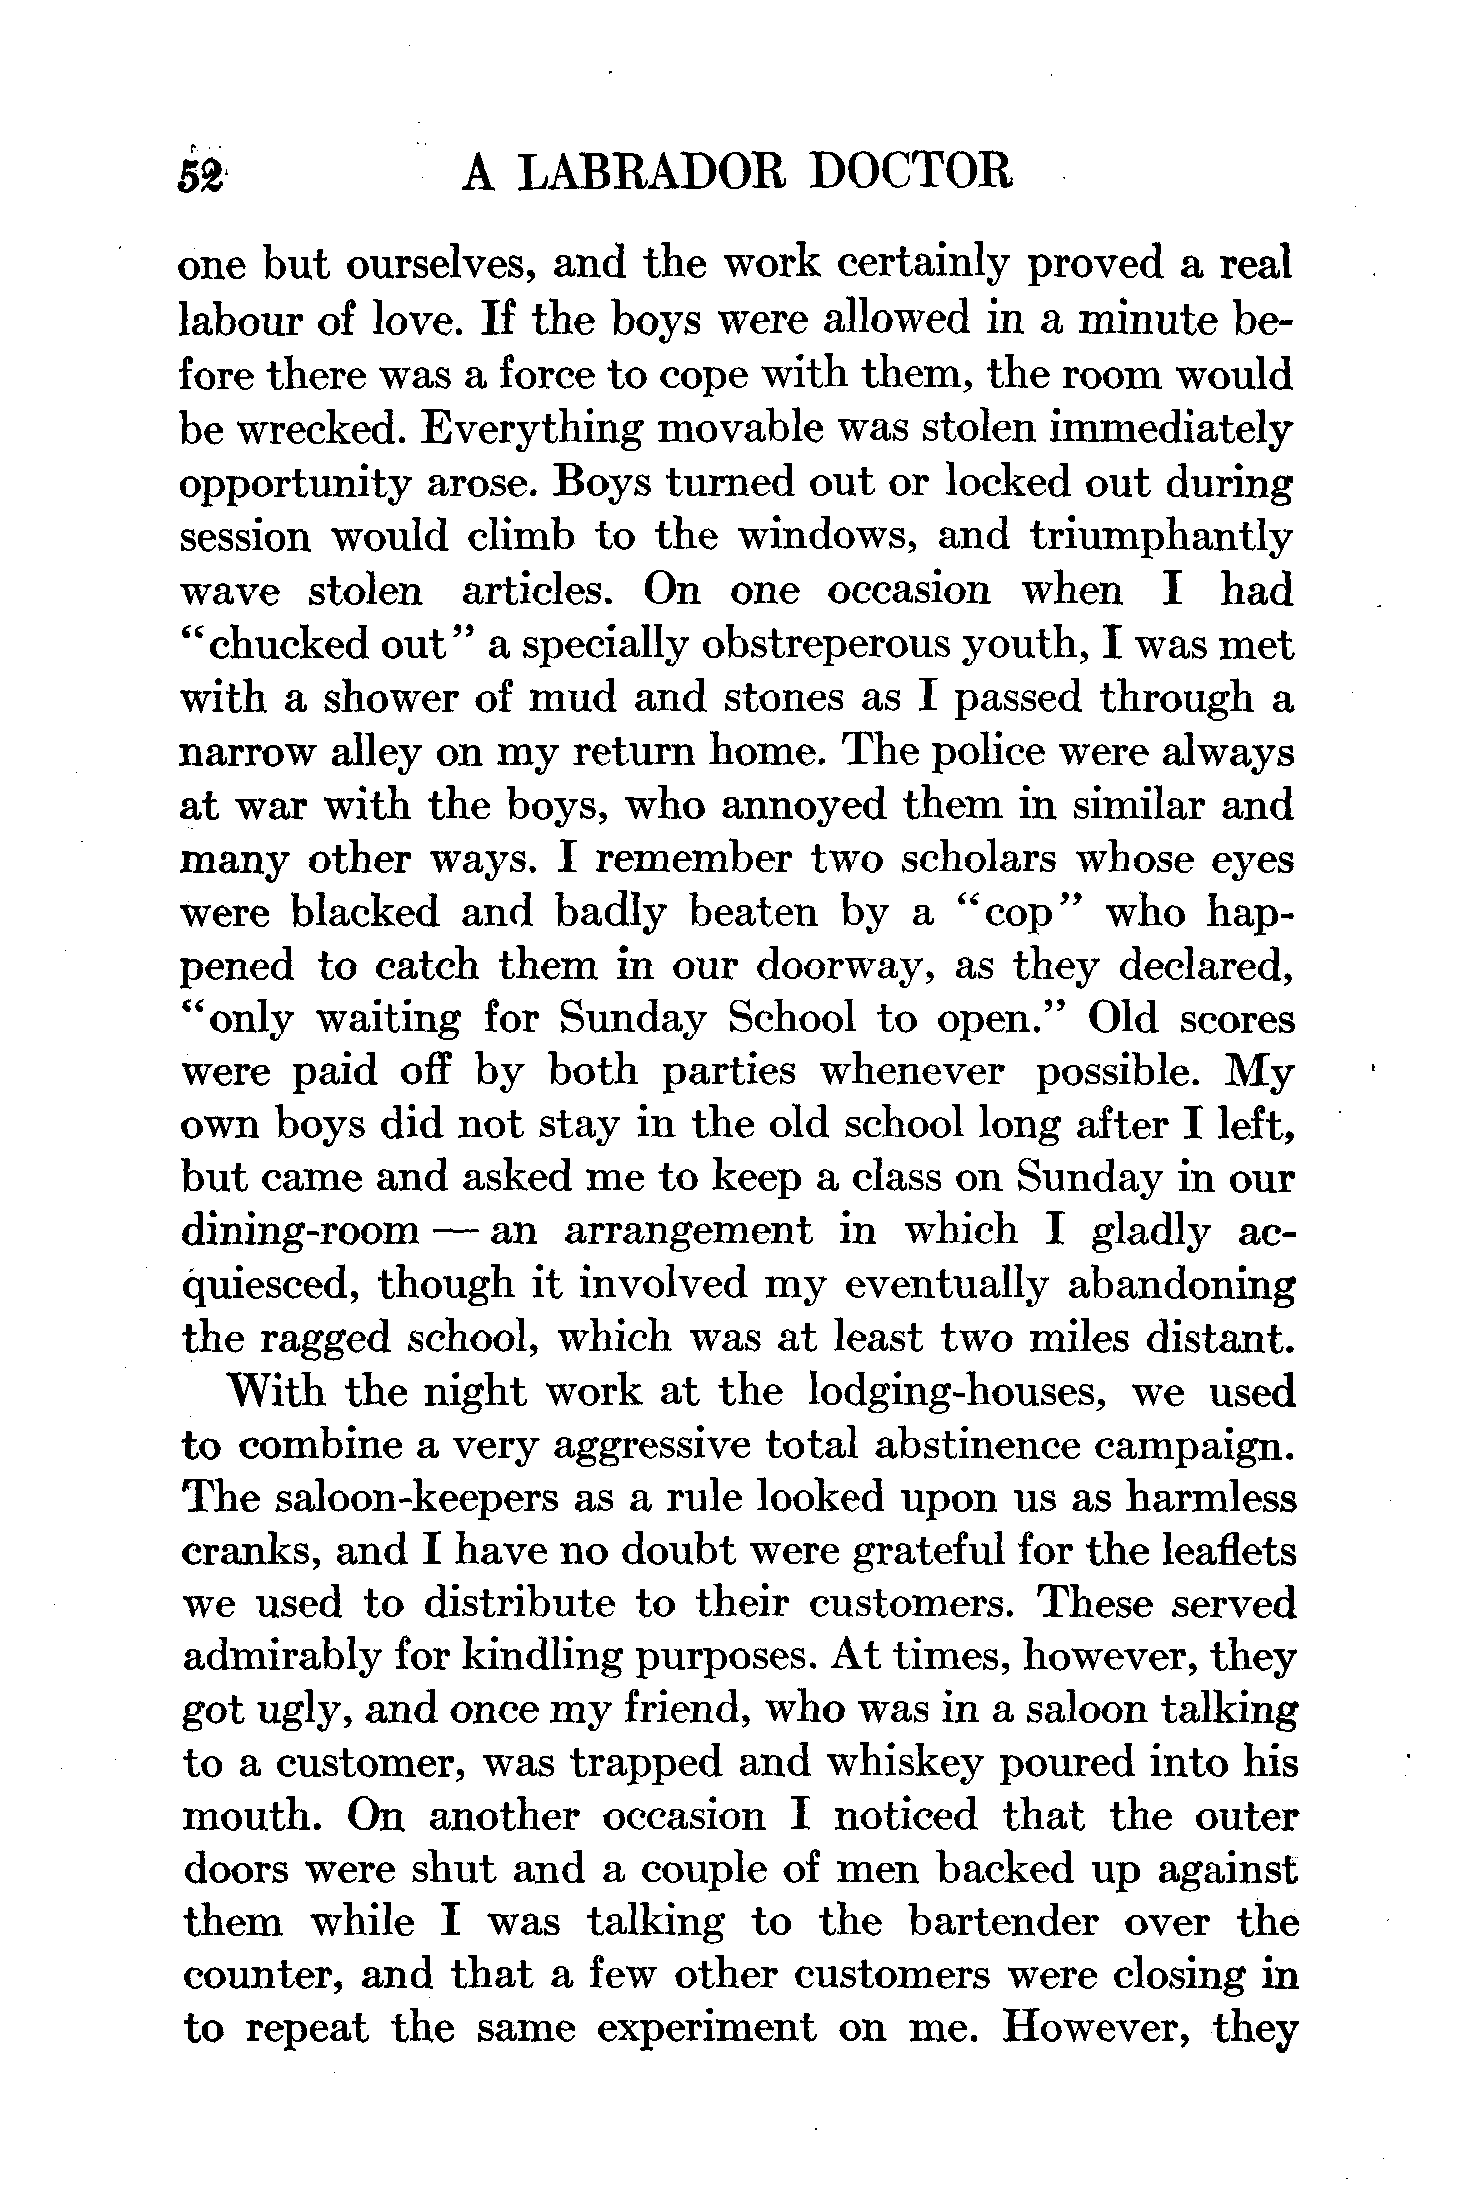 52 A LABRADOR DOCTOR
one but ourselves, and the work certainly proved a real
labour of love. If the boys were allowed in a minute be-
fore there was a force to cope with them, the room would
be wrecked. Everything movable was stolen immediately
opportunity arose. Boys turned out or locked out during
session would climb to the windows, and triumphantly
wave stolen articles. On one occasion when I had
“chucked out” a specially obstreperous youth, I was met
with a shower of mud and stones as I passed through a
narrow alley on my return home. The police were always
at war with the boys, who annoyed them in similar and
many other ways. I remember two scholars whose eyes
were blacked and badly beaten by a “cop” who hap-
pened to catch them in our doorway, as they declared,
“only waiting for Sunday School to open.” Old scores
were paid off by both parties whenever possible. My
own boys did not stay in the old school long after I left,
but came and asked me to keep a class on Sunday in our
dining-room — an arrangement in which I gladly ac-
quiesced, though it involved my eventually abandoning
the ragged school, which was at least two miles distant.
With the night work at the lodging-houses, we used
to combine a very aggressive total abstinence campaign.
The saloon-keepers as a rule looked upon us as harmless
cranks, and I have no doubt were grateful for the leaflets
we used to distribute to their customers. These served
admirably for kindling purposes. At times, however, they
got ugly, and once my friend, who was in a saloon talking
to a customer, was trapped and whiskey poured into his
mouth. On another occasion I noticed that the outer
doors were shut and a couple of men backed up against
them while I was talking to the bartender over the
counter, and that a few other customers were closing in
to repeat the same experiment on me. However, they